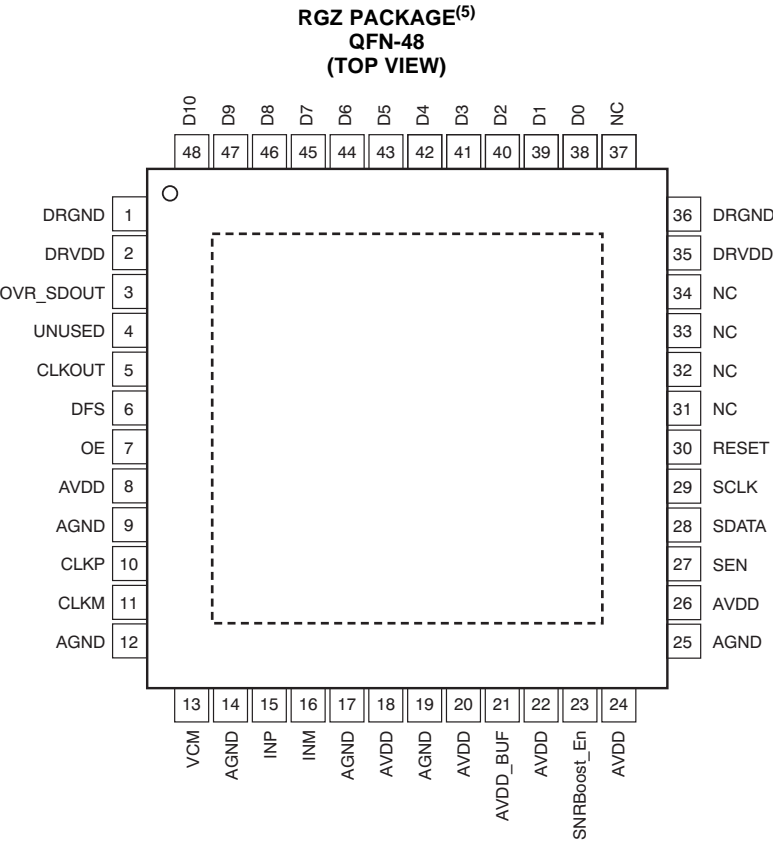 RGZ PACKAGE(5)
QFN-48
(TOP VIEW)
D10 D9 D8 D7 D6 D5 D4 D3 D2 D1 D0 NC
48 47 46 45 44 43 42 41 40 39 38 37
DRGND 1 36 DRGND
DRVDD 2 35 DRVDD
OVR_SDOUT 3 34 NC
UNUSED 4 33 NC
CLKOUT 5 32 NC
DFS 6 31 NC
OE 7 30 RESET
AVDD 8 29 SCLK
AGND 9 28 SDATA
CLKP 10 27 SEN
CLKM 11 26 AVDD
AGND 12 25 AGND
13 14 15 16 17 18 19 20 21 22 23 24
VCM AGND INP INM AGND AVDD AGND AVDD AVDD_BUF AVDD SNRBoost_En AVDD